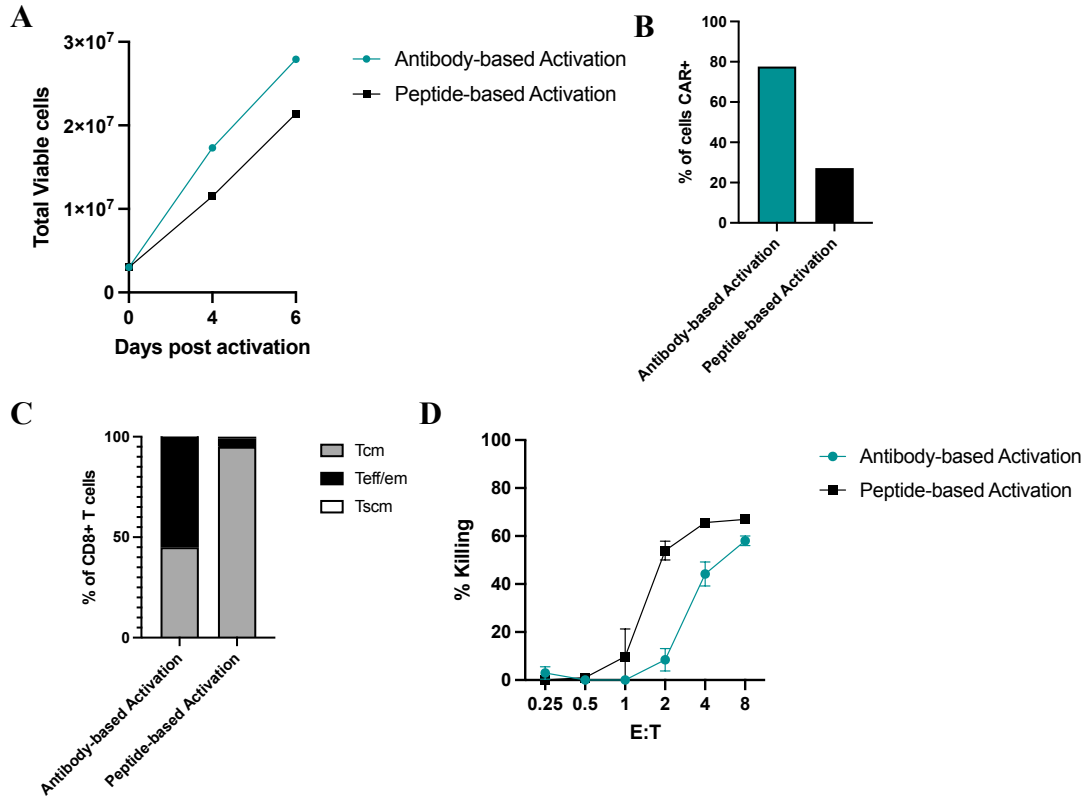 A
3×10⁷
2×10⁷
1×10⁷
0
Total Viable cells
0 4 6
Days post activation
Antibody-based Activation
Peptide-based Activation
B
100
80
60
40
20
0
% of cells CAR+
Antibody-based Activation
Peptide-based Activation
C
100
50
0
% of CD8+ T cells
Antibody-based Activation
Peptide-based Activation
Tcm
Teff/em
Tscm
D
100
80
60
40
20
0
% Killing
0.25 0.5 1 2 4 8
E:T
Antibody-based Activation
Peptide-based Activation